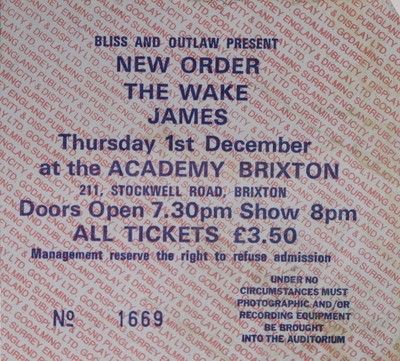 BLISS AND OUTLAW PRESENT
NEW ORDER
THE WAKE
JAMES
Thursday 1st December
at the ACADEMY BRIXTON
211, STOCKWELL ROAD, BRIXTON
Doors Open 7.30pm Show 8pm
ALL TICKETS £3.50
Management reserve the right to refuse admission
UNDER NO
CIRCUMSTANCES MUST
PHOTOGRAPHIC AND/OR
RECORDING EQUIPMENT
BE BROUGHT
INTO THE AUDITORIUM
No 1669